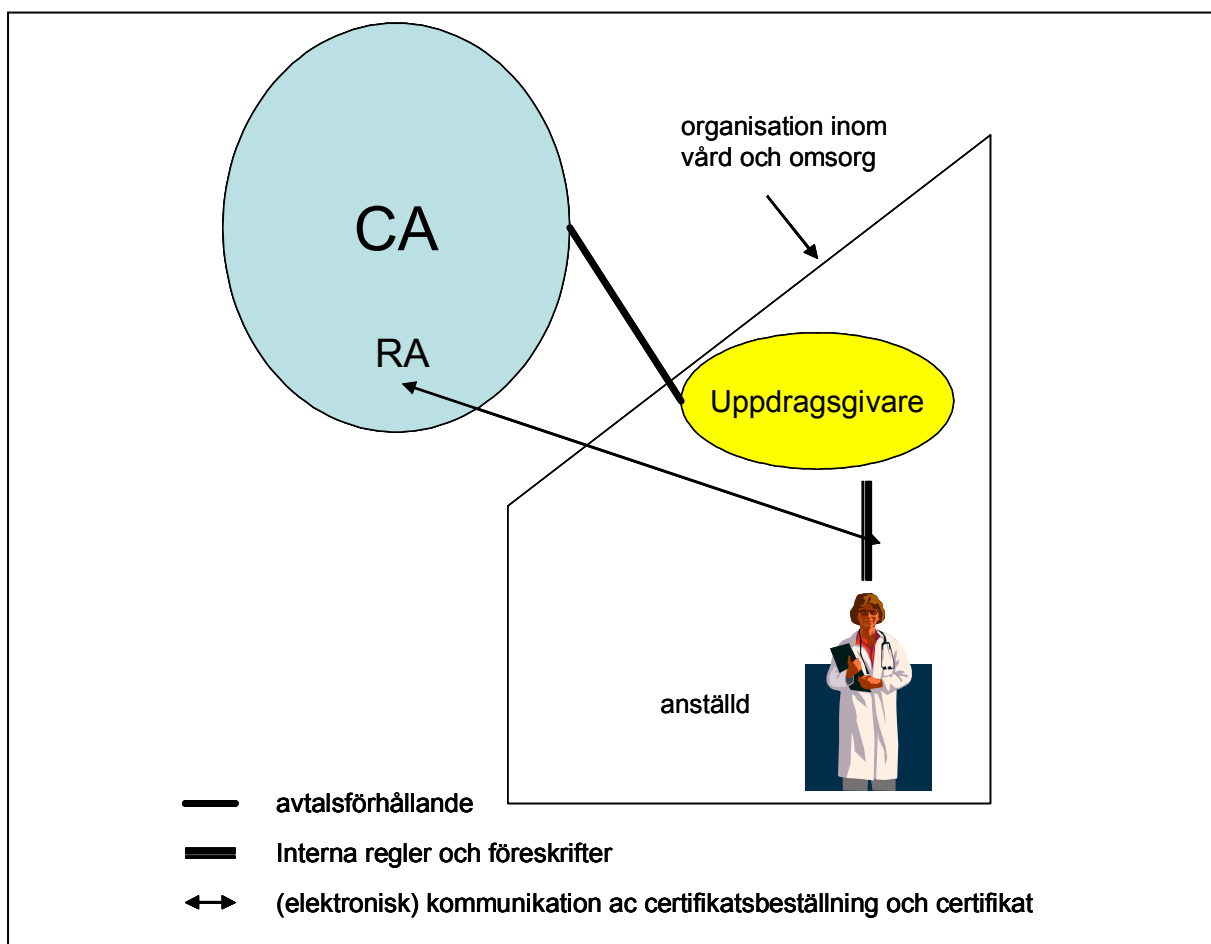 organisation inom
vård och omsorg
CA
RA
Uppdragsgivare
anställd
avtalsförhållande
Interna regler och föreskrifter
(elektronisk) kommunikation ac certifikatsbeställning och certifikat